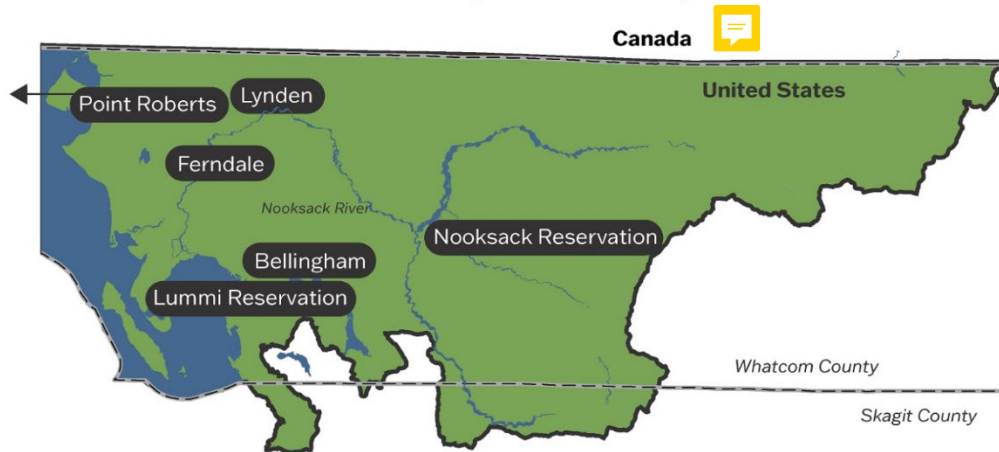 Canada
United States
Point Roberts
Lynden
Ferndale
Nooksack River
Nooksack Reservation
Bellingham
Lummi Reservation
Whatcom County
Skagit County